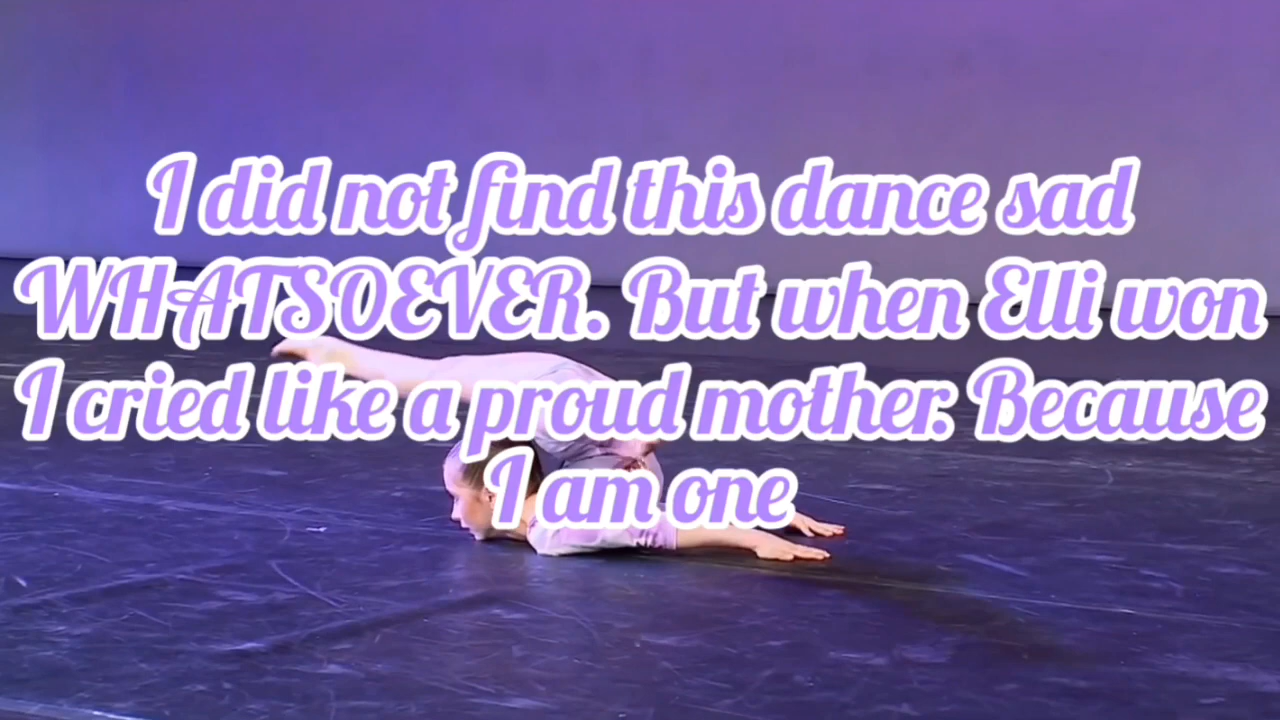 I did not find this dance sad
WHATSOEVER. But when Elli won
I cried like a proud mother. Because
I am one